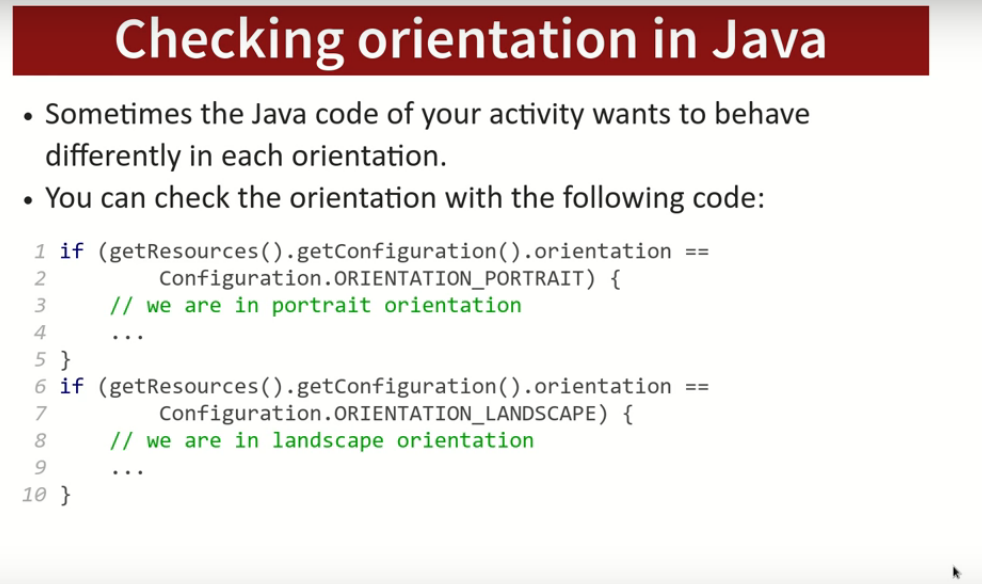 Checking orientation in Java
• Sometimes the Java code of your activity wants to behave
differently in each orientation.
• You can check the orientation with the following code:
1 if (getResources().getConfiguration().orientation ==
2         Configuration.ORIENTATION_PORTRAIT) {
3     // we are in portrait orientation
4     ...
5 }
6 if (getResources().getConfiguration().orientation ==
7         Configuration.ORIENTATION_LANDSCAPE) {
8     // we are in landscape orientation
9     ...
10 }